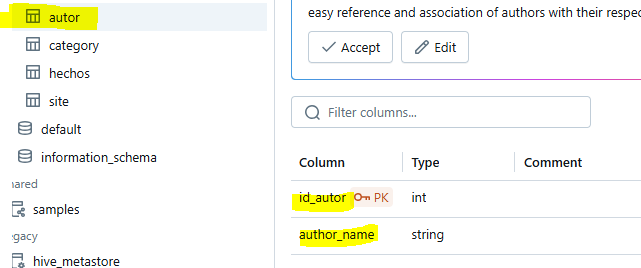 autor
category
hechos
site
default
information_schema
hared
samples
egacy
hive_metastore
easy reference and association of authors with their respec
Accept
Edit
Filter columns...
Column Type Comment
id_autor PK int
author_name string